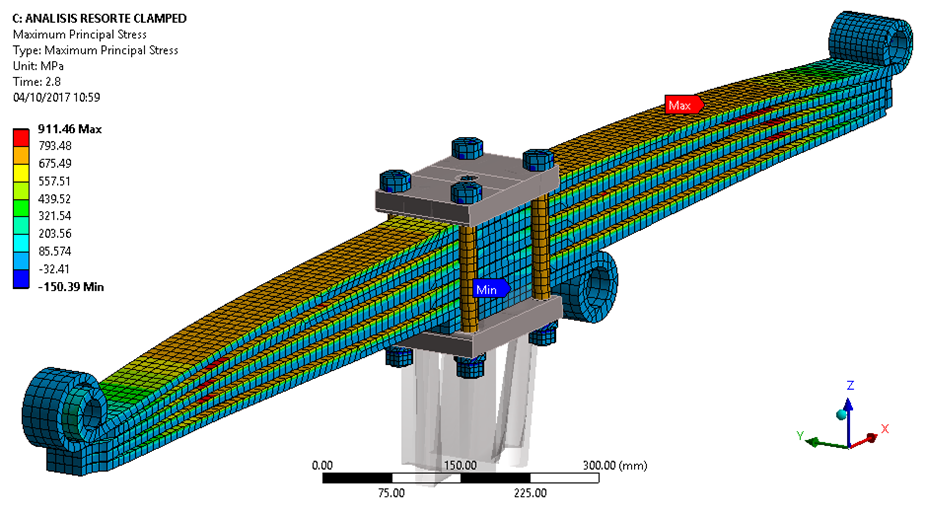 C: ANALISIS RESORTE CLAMPED
Maximum Principal Stress
Type: Maximum Principal Stress
Unit: MPa
Time: 2.8
04/10/2017 10:59
911.46 Max
793.48
675.49
557.51
439.52
321.54
203.56
85.574
-32.41
-150.39 Min
Max
Min
Z
Y
X
0.00 150.00 300.00 (mm)
75.00 225.00